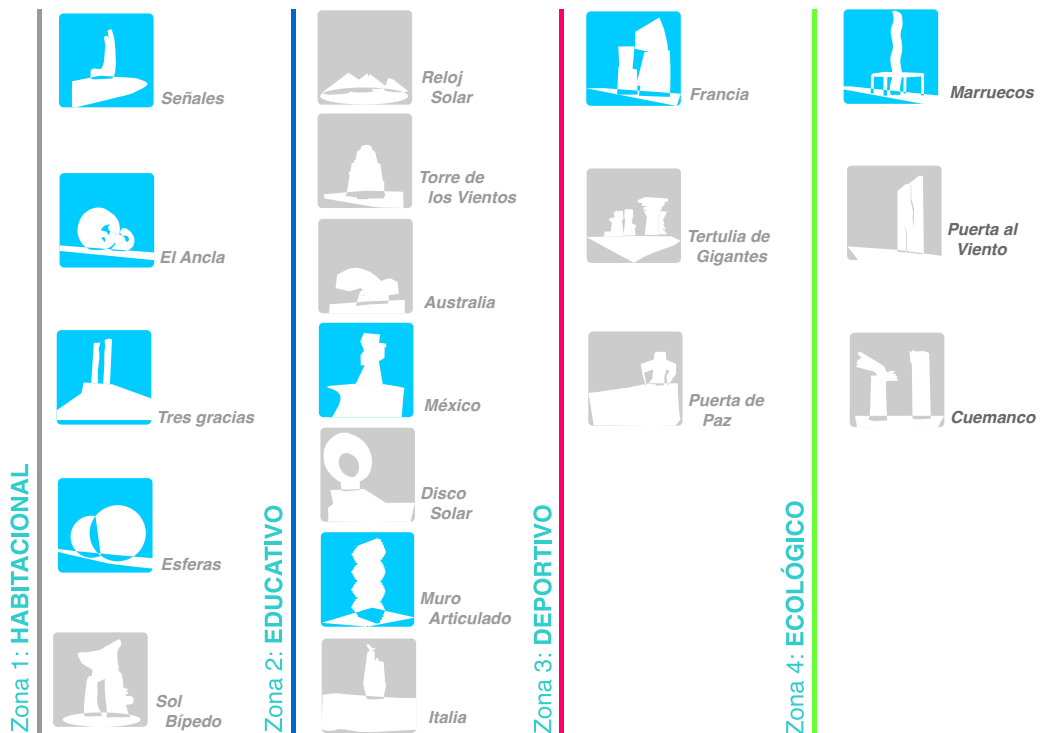 Zona 1: HABITACIONAL
Señales
El Ancla
Tres gracias
Esferas
Sol
Bípedo
Zona 2: EDUCATIVO
Reloj
Solar
Torre de
los Vientos
Australia
México
Disco
Solar
Muro
Articulado
Italia
Zona 3: DEPORTIVO
Francia
Tertulia de
Gigantes
Puerta de
Paz
Zona 4: ECOLÓGICO
Marruecos
Puerta al
Viento
Cuemanco